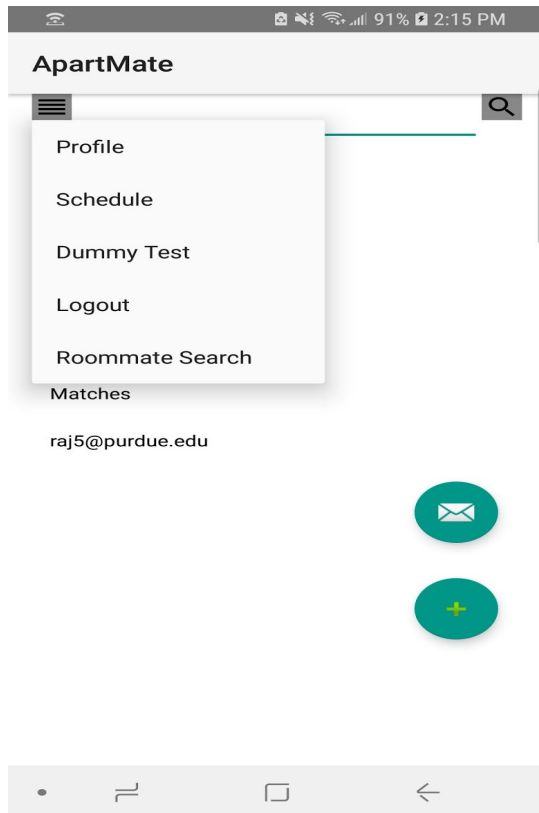 91% 2:15 PM
ApartMate
Profile
Schedule
Dummy Test
Logout
Roommate Search
Matches
raj5@purdue.edu